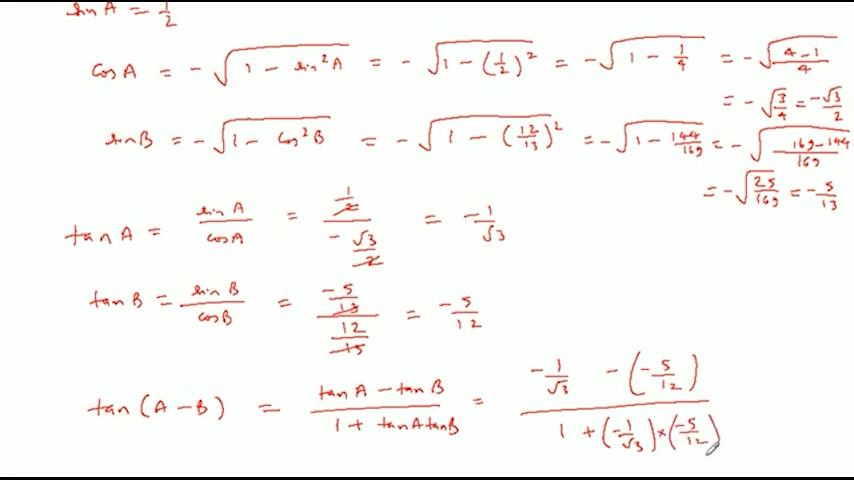 sin A = 1/2
cos A = -√(1 - sin²A) = -√(1 - (1/2)²) = -√(1 - 1/4) = -√((4-1)/4)
= -√(3/4) = -√3/2
sin B = -√(1 - cos²B) = -√(1 - (12/13)²) = -√(1 - 144/169) = -√((169-144)/169)
= -√(25/169) = -5/13
tan A = sin A/cos A = (1/2)/(-√3/2) = -1/√3
tan B = sin B/cos B = (-5/13)/(12/13) = -5/12
tan(A - B) = (tan A - tan B)/(1 + tan A tan B) = (-1/√3 - (-5/12))/(1 + (-1/√3) × (-5/12))